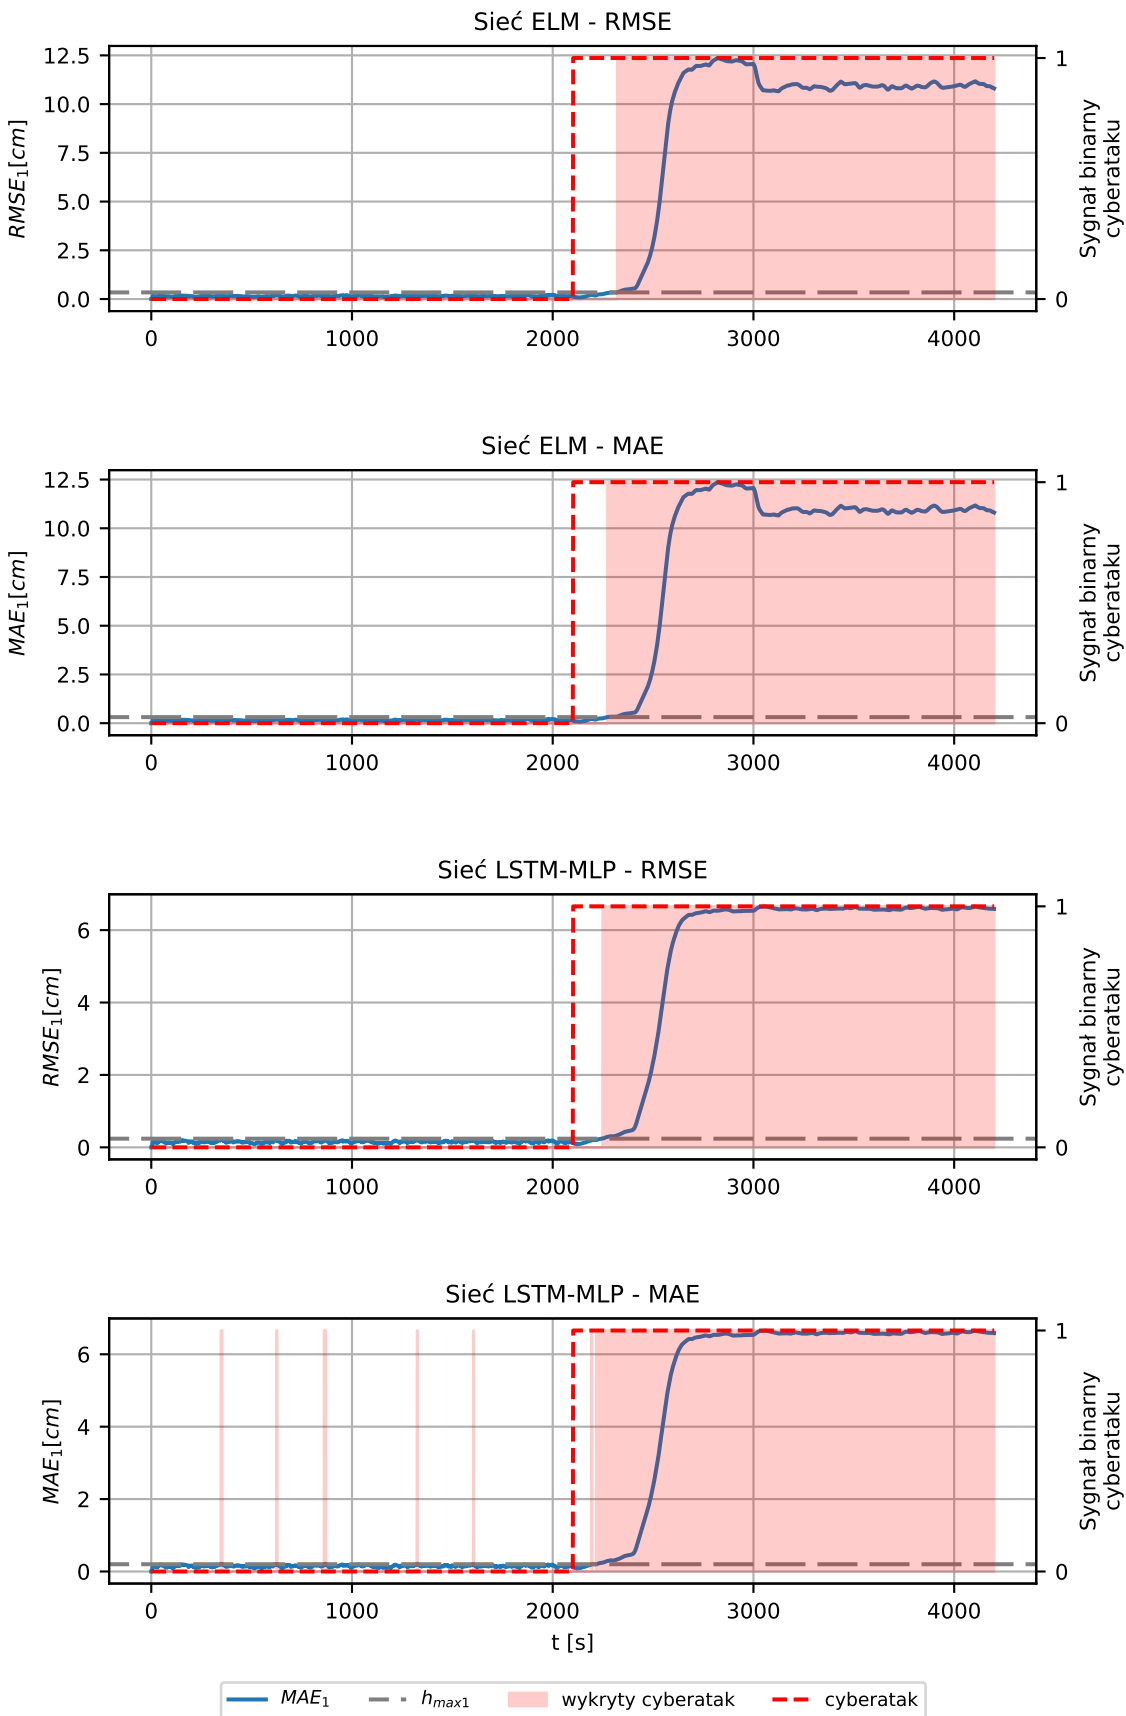 Sieć ELM - RMSE
12.5
10.0
7.5
5.0
2.5
0.0
RMSE₁[cm]
1
0
Sygnał binarny
cyberataku
0 1000 2000 3000 4000
Sieć ELM - MAE
12.5
10.0
7.5
5.0
2.5
0.0
MAE₁[cm]
1
0
Sygnał binarny
cyberataku
0 1000 2000 3000 4000
Sieć LSTM-MLP - RMSE
6
4
2
0
RMSE₁[cm]
1
0
Sygnał binarny
cyberataku
0 1000 2000 3000 4000
Sieć LSTM-MLP - MAE
6
4
2
0
MAE₁[cm]
1
0
Sygnał binarny
cyberataku
0 1000 2000 3000 4000
t [s]
MAE₁ h_max1 wykryty cyberatak cyberatak